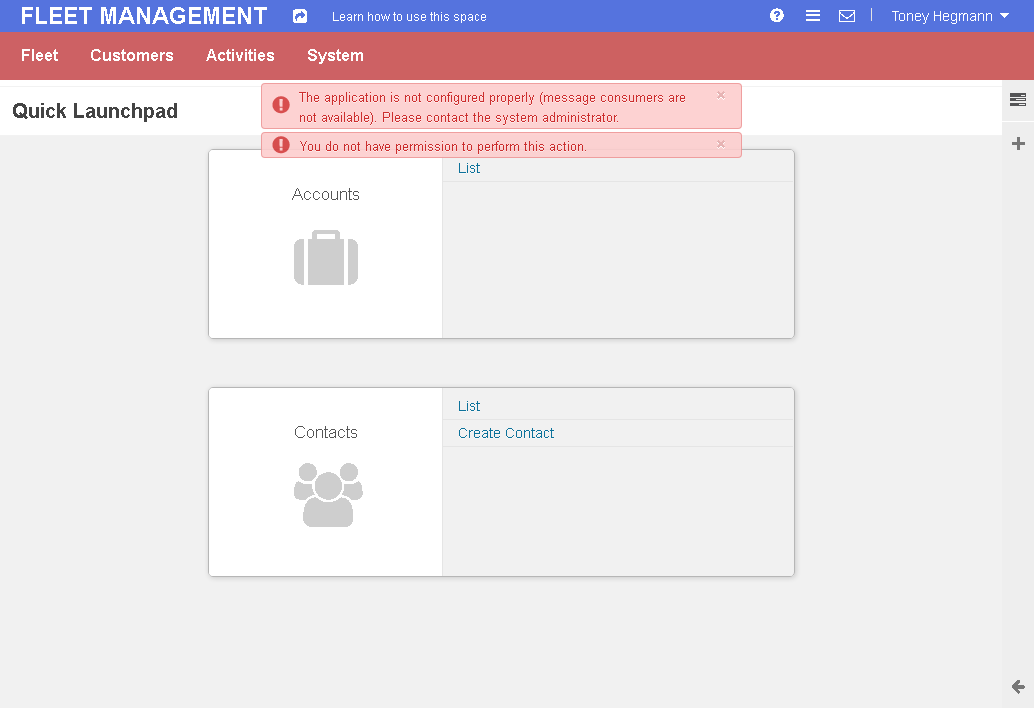 FLEET MANAGEMENT
Learn how to use this space
Toney Hegmann
Fleet
Customers
Activities
System
Quick Launchpad
The application is not configured properly (message consumers are
not available). Please contact the system administrator.
×
You do not have permission to perform this action.
×
Accounts
List
Contacts
List
Create Contact